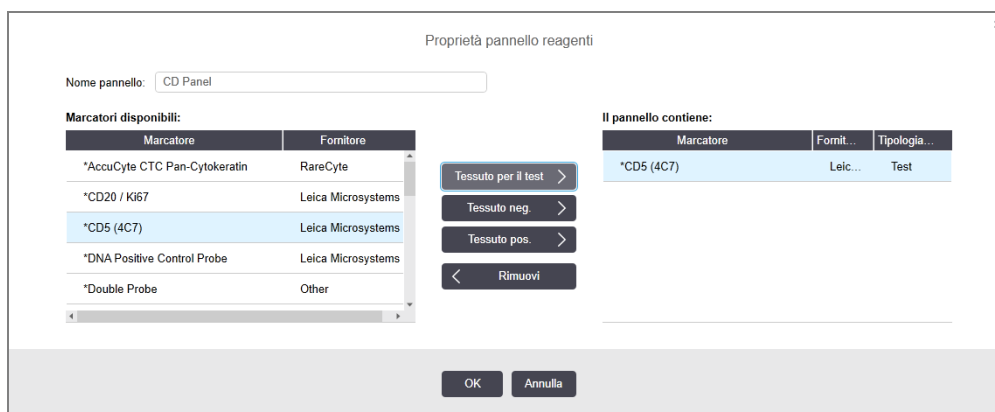 Proprietà pannello reagenti
Nome pannello: CD Panel
Marcatori disponibili:
Marcatore Fornitore
*AccuCyte CTC Pan-Cytokeratin RareCyte
*CD20 / Ki67 Leica Microsystems
*CD5 (4C7) Leica Microsystems
*DNA Positive Control Probe Leica Microsystems
*Double Probe Other
Tessuto per il test
Tessuto neg.
Tessuto pos.
Rimuovi
Il pannello contiene:
Marcatore Fornit... Tipologia...
*CD5 (4C7) Leic... Test
OK Annulla